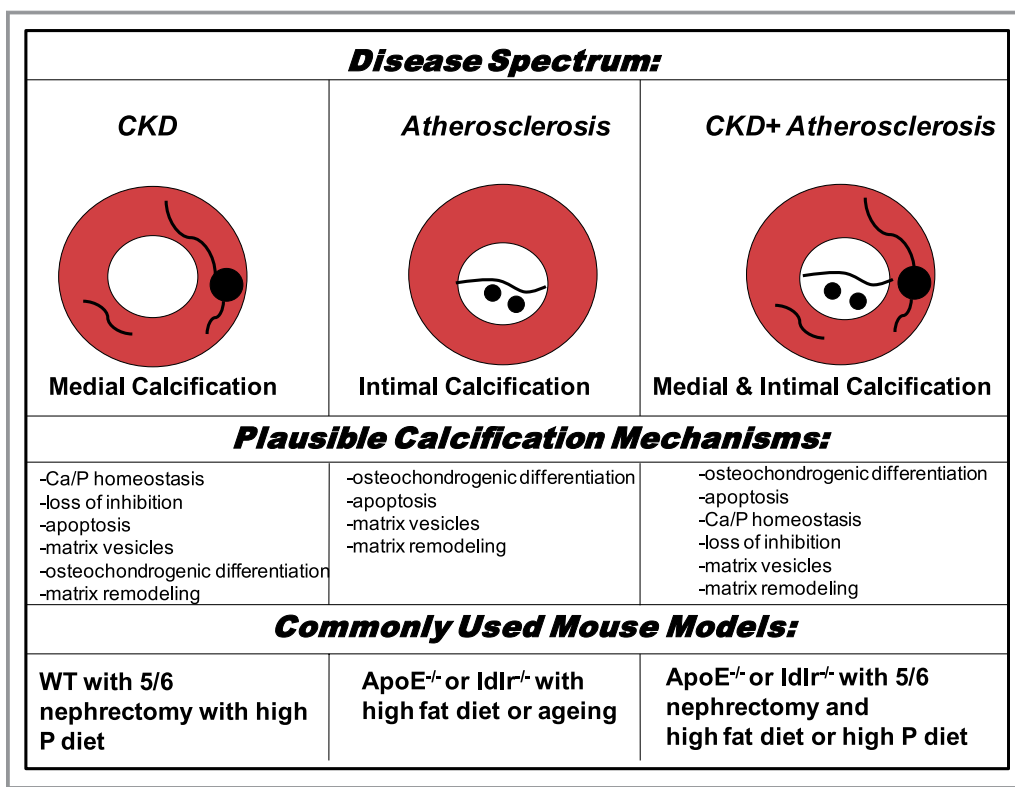 Disease Spectrum:
CKD
Atherosclerosis
CKD+ Atherosclerosis
Medial Calcification
Intimal Calcification
Medial & Intimal Calcification
Plausible Calcification Mechanisms:
-Ca/P homeostasis
-loss of inhibition
-apoptosis
-matrix vesicles
-osteochondrogenic differentiation
-matrix remodeling
-osteochondrogenic differentiation
-apoptosis
-matrix vesicles
-matrix remodeling
-osteochondrogenic differentiation
-apoptosis
-Ca/P homeostasis
-loss of inhibition
-matrix vesicles
-matrix remodeling
Commonly Used Mouse Models:
WT with 5/6
nephrectomy with high
P diet
ApoE-/- or ldlr-/- with
high fat diet or ageing
ApoE-/- or ldlr-/- with 5/6
nephrectomy and
high fat diet or high P diet